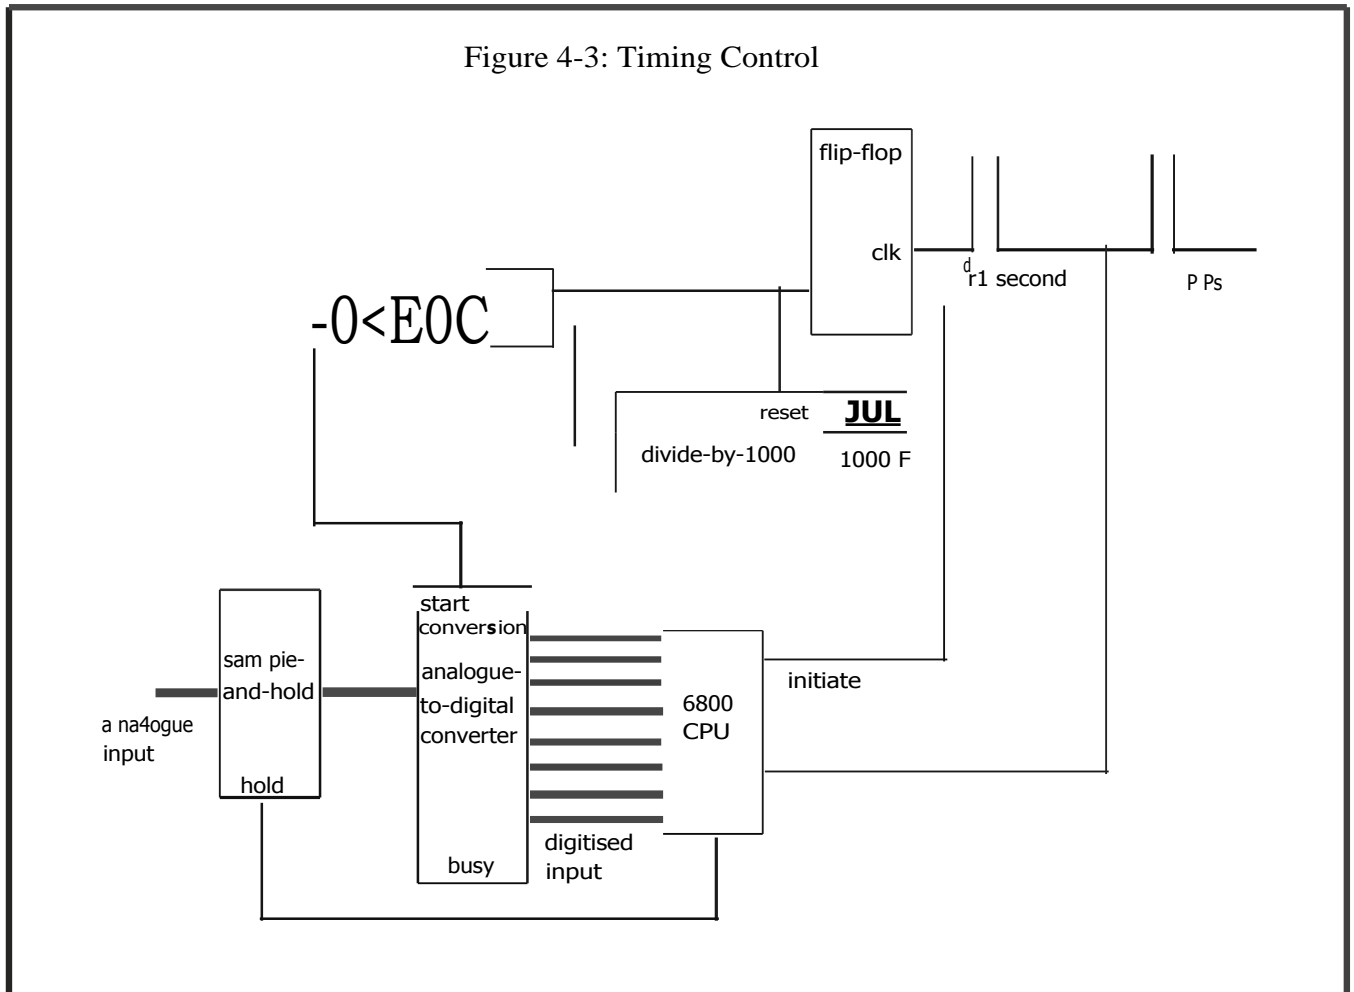 Figure 4-3: Timing Control
flip-flop
clk
d
r1 second
P Ps
-0<E0C
reset
JUL
divide-by-1000
1000 F
start
conversion
sam pie-
and-hold
analogue-
to-digital
converter
6800
CPU
initiate
a na4ogue
input
hold
busy
digitised
input